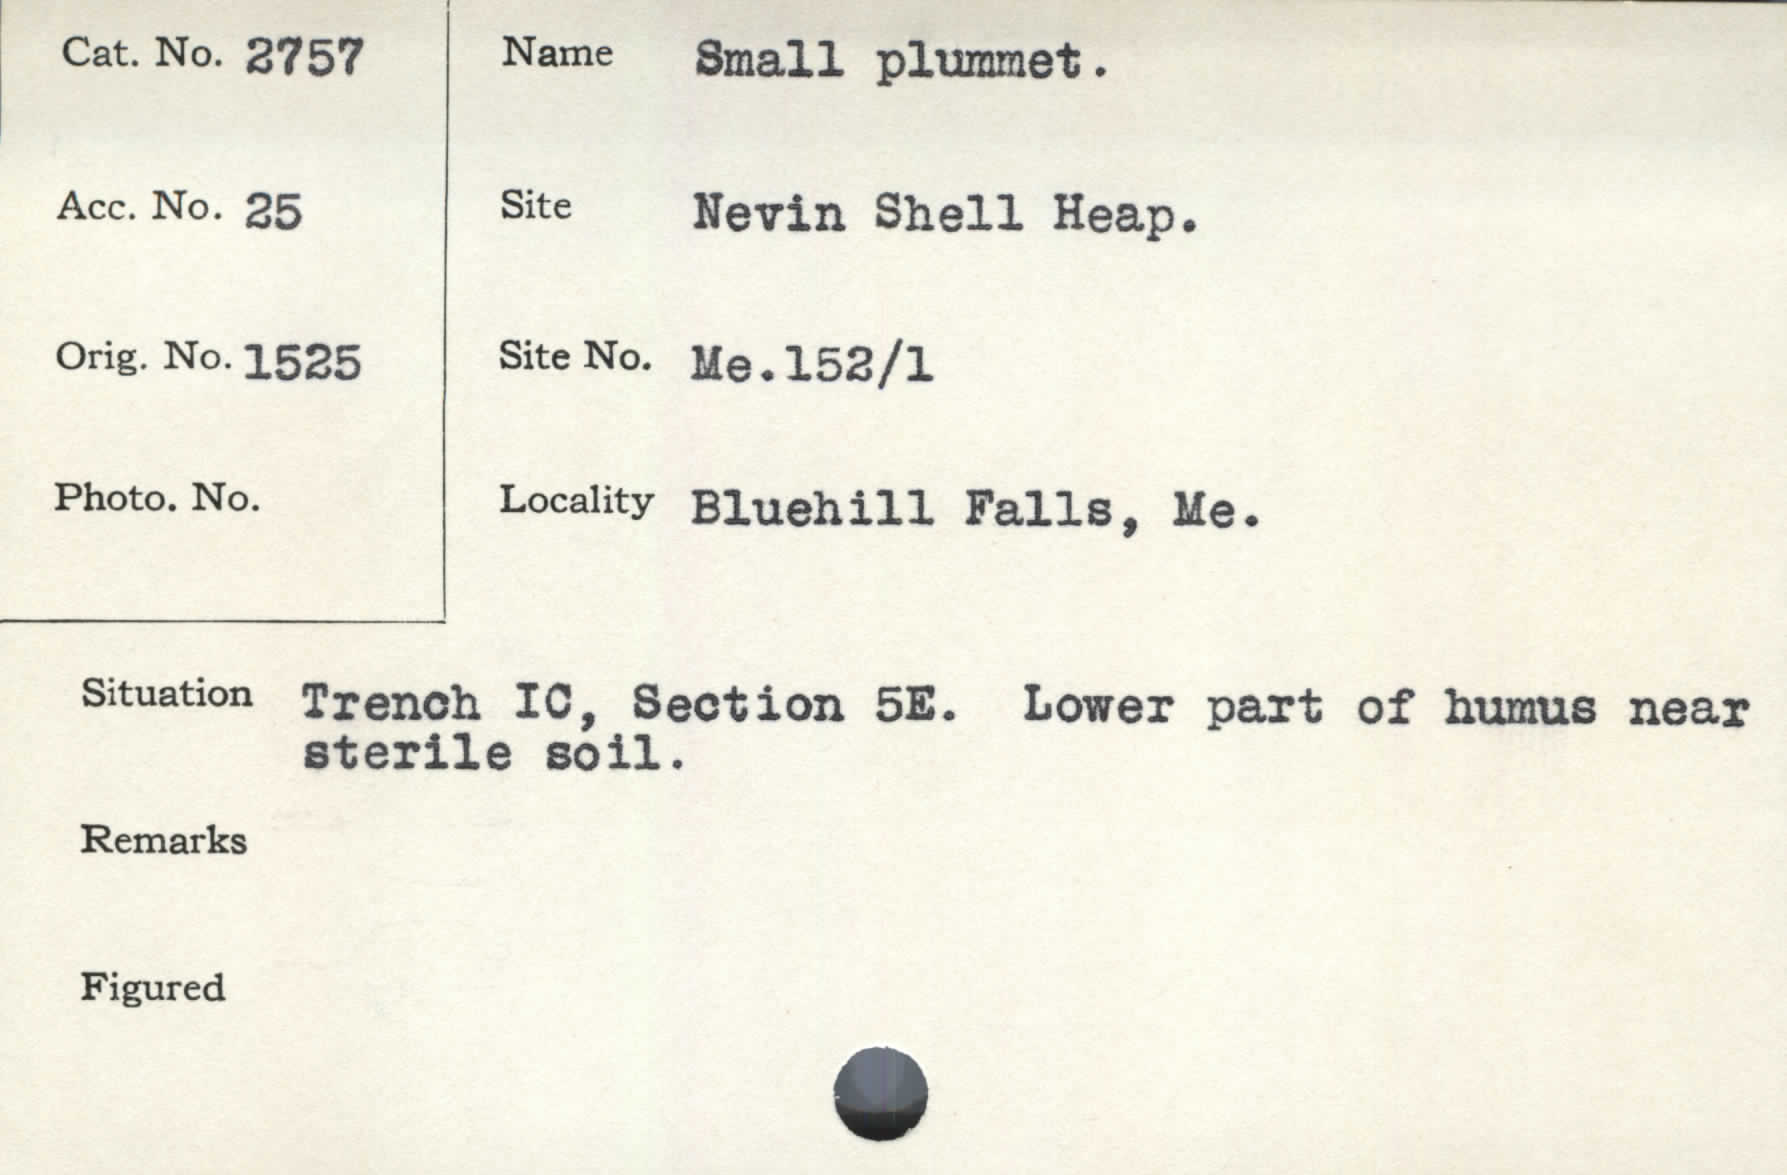 Cat. No. 2757
Name Small plummet.
Acc. No. 25
Site Nevin Shell Heap.
Orig. No. 1525
Site No. Me.152/1
Photo. No.
Locality Bluehill Falls, Me.
Situation Trench IC, Section 5E. Lower part of humus near
sterile soil.
Remarks
Figured